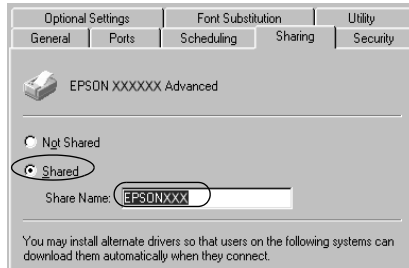 Optional Settings Font Substitution Utility
General Ports Scheduling Sharing Security
EPSON XXXXXX Advanced
Not Shared
Shared
Share Name: EPSONXXX
You may install alternate drivers so that users on the following systems can
download them automatically when they connect.